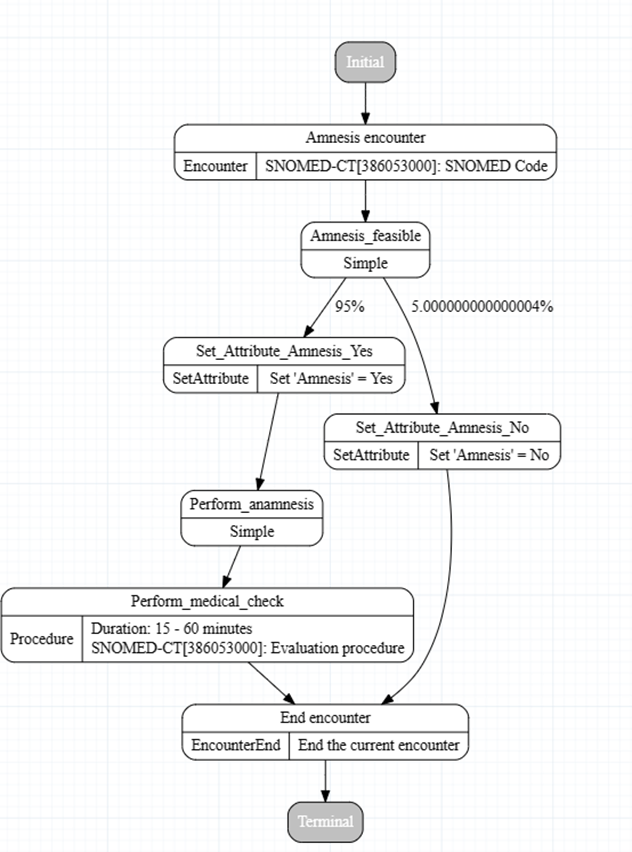 Initial
Amnesis encounter
Encounter SNOMED-CT[386053000]: SNOMED Code
Amnesis_feasible
Simple
95% 5.000000000000004%
Set_Attribute_Amnesis_Yes
SetAttribute Set 'Amnesis' = Yes
Set_Attribute_Amnesis_No
SetAttribute Set 'Amnesis' = No
Perform_anamnesis
Simple
Perform_medical_check
Procedure
Duration: 15 - 60 minutes
SNOMED-CT[386053000]: Evaluation procedure
End encounter
EncounterEnd End the current encounter
Terminal